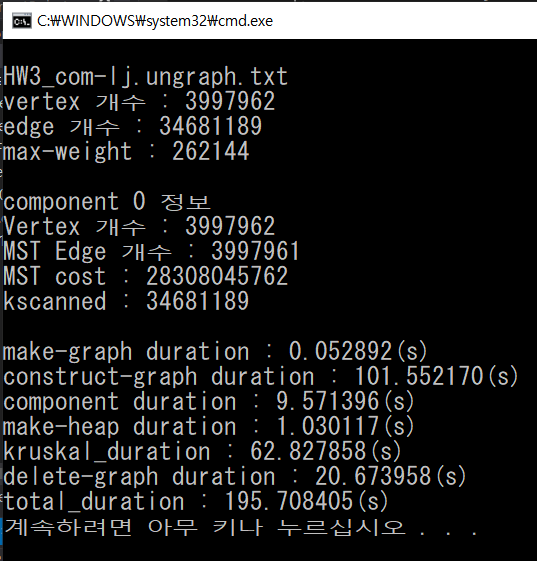 C:₩WINDOWS₩system32₩cmd.exe
HW3_com-lj.ungraph.txt
vertex 개수 : 3997962
edge 개수 : 34681189
max-weight : 262144
component 0 정보
Vertex 개수 : 3997962
MST Edge 개수 : 3997961
MST cost : 28308045762
kscanned : 34681189
make-graph duration : 0.052892(s)
construct-graph duration : 101.552170(s)
component duration : 9.571396(s)
make-heap duration : 1.030117(s)
kruskal_duration : 62.827858(s)
delete-graph duration : 20.673958(s)
total_duration : 195.708405(s)
계속하려면 아무 키나 누르십시오 . . .